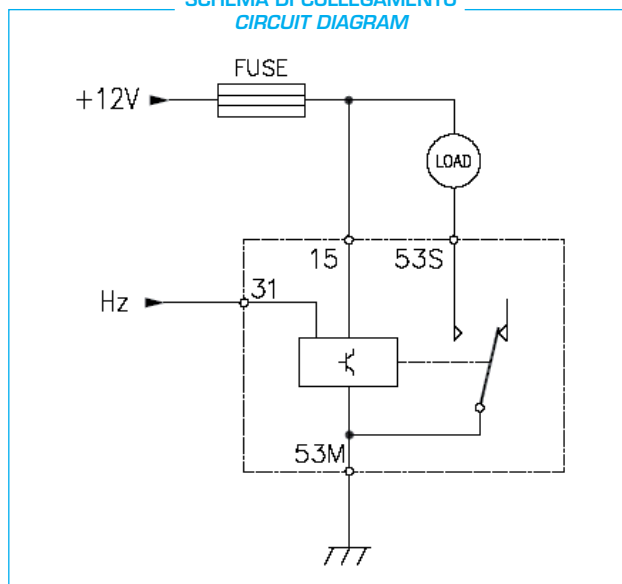 SCHEMA DI COLLEGAMENTO
CIRCUIT DIAGRAM
FUSE
+12V
LOAD
15
53S
Hz
31
53M